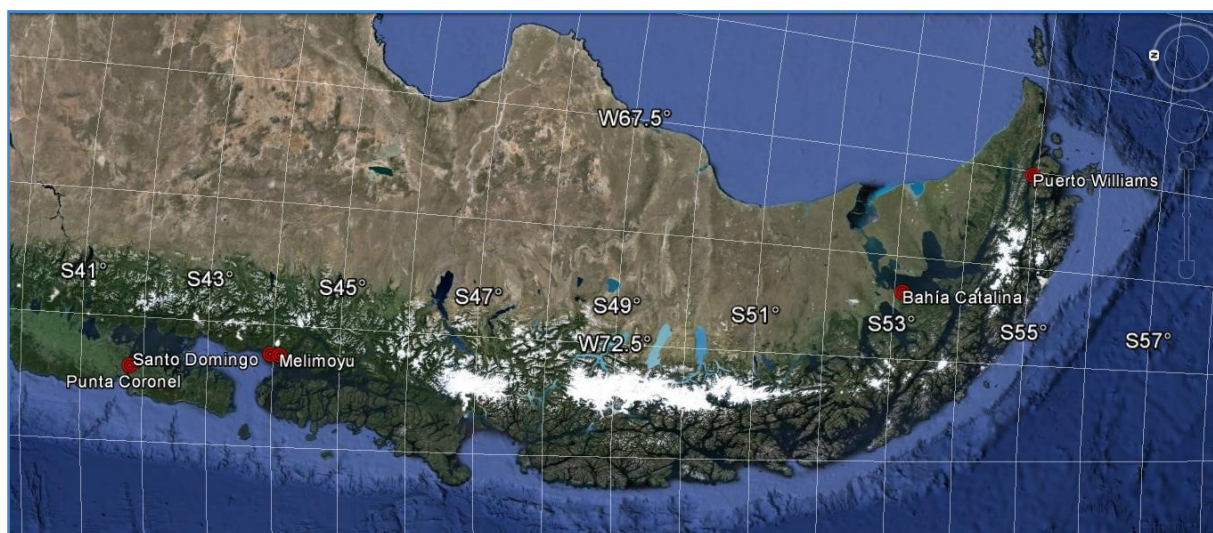 W67.5°
Puerto Williams
S41°
S43°
S45°
S47°
S49°
S51°
S53°
S55°
S57°
Bahía Catalina
W72.5°
Santo Domingo
Melimoyu
Punta Coronel
N